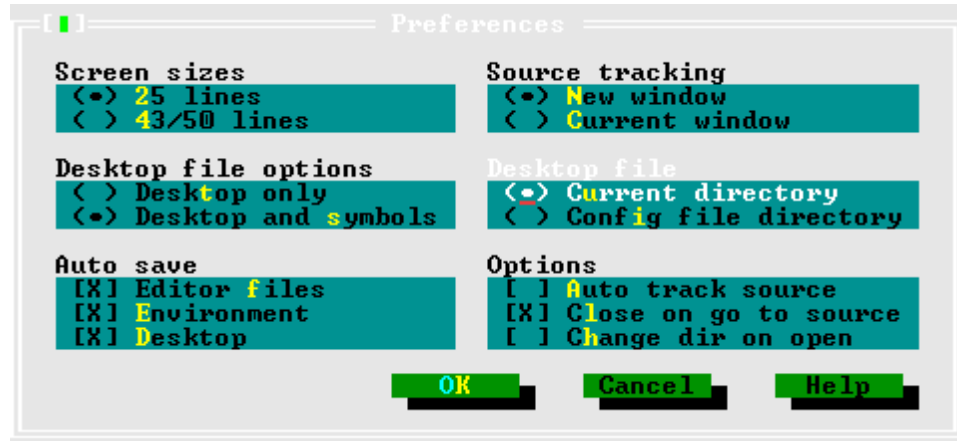 Preferences
Screen sizes
(•) 25 lines
( ) 43/50 lines
Source tracking
(•) New window
( ) Current window
Desktop file options
( ) Desktop only
(•) Desktop and symbols
Desktop file
(•) Current directory
( ) Config file directory
Auto save
[X] Editor files
[X] Environment
[X] Desktop
Options
[ ] Auto track source
[X] Close on go to source
[ ] Change dir on open
OK Cancel Help